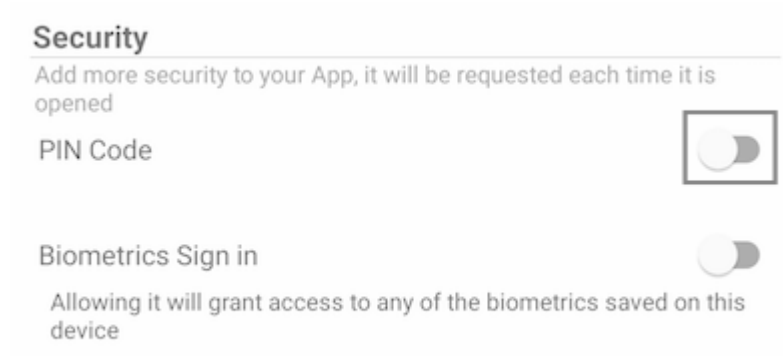 Security
Add more security to your App, it will be requested each time it is
opened
PIN Code
Biometrics Sign in
Allowing it will grant access to any of the biometrics saved on this
device